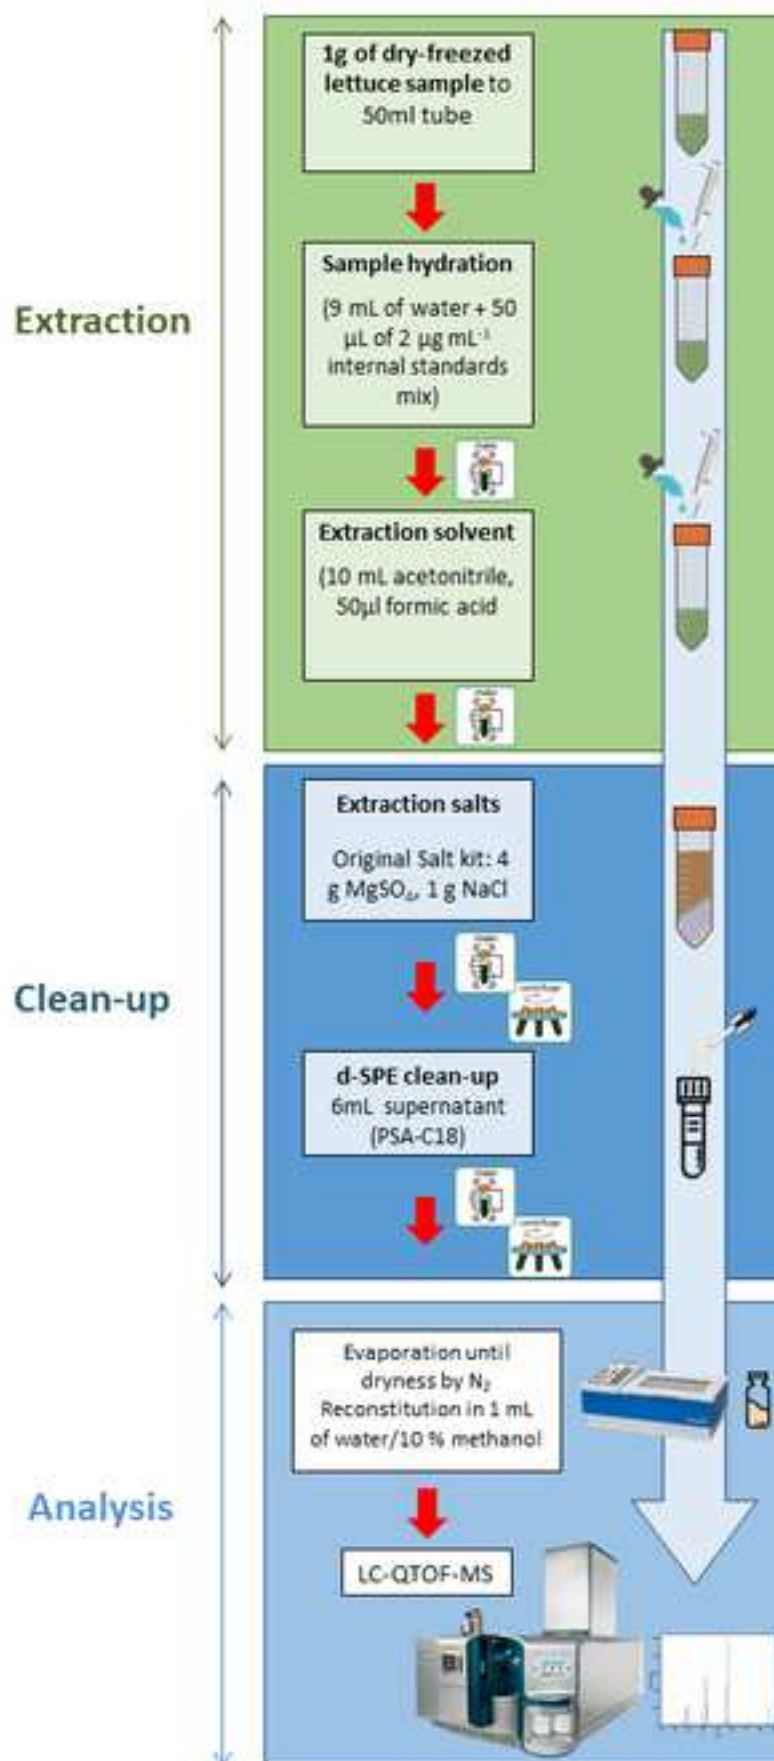 1g of dry-freezed
lettuce sample to
50ml tube
Extraction
Sample hydration
(9 mL of water + 50
µL of 2 µg mL⁻¹
internal standards
mix)
Extraction solvent
(10 mL acetonitrile,
50µl formic acid
Clean-up
Extraction salts
Original Salt kit: 4
g MgSO₄, 1 g NaCl
d-SPE clean-up
6mL supernatant
(PSA-C18)
Analysis
Evaporation until
dryness by N₂
Reconstitution in 1 mL
of water/10 % methanol
LC-QTOF-MS